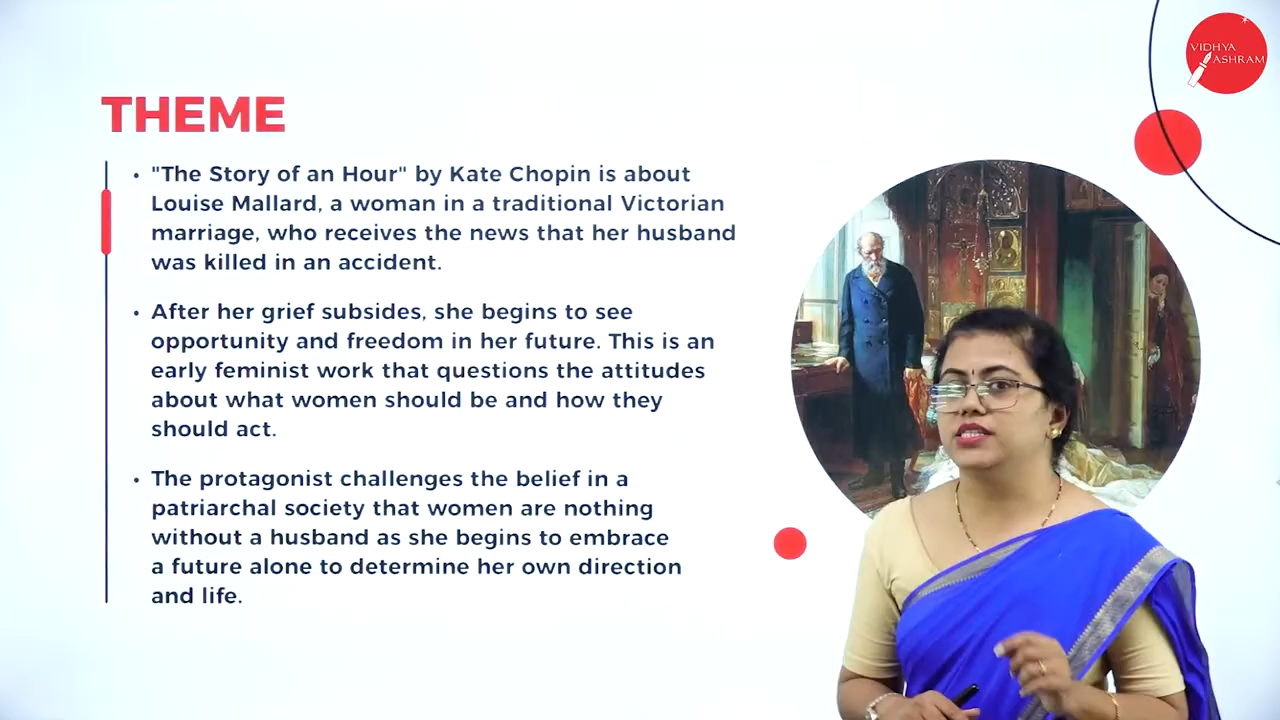 VIDHYA
ASHRAM
THEME
• "The Story of an Hour" by Kate Chopin is about
Louise Mallard, a woman in a traditional Victorian
marriage, who receives the news that her husband
was killed in an accident.
• After her grief subsides, she begins to see
opportunity and freedom in her future. This is an
early feminist work that questions the attitudes
about what women should be and how they
should act.
• The protagonist challenges the belief in a
patriarchal society that women are nothing
without a husband as she begins to embrace
a future alone to determine her own direction
and life.